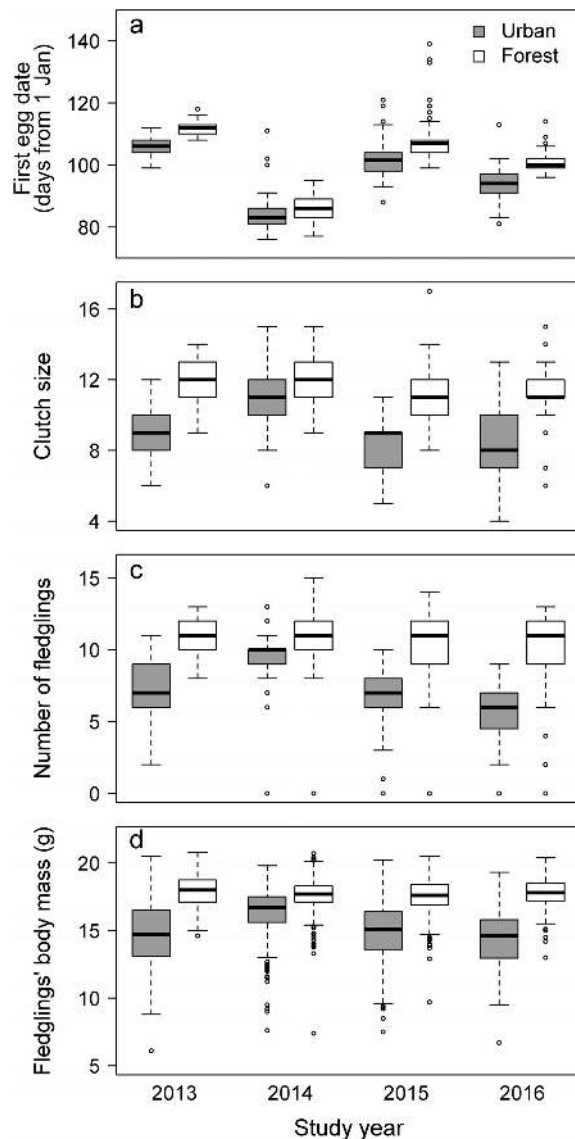 a
Urban
Forest
First egg date
(days from 1 Jan)
140
120
100
80
b
Clutch size
16
12
8
4
c
Number of fledglings
15
10
5
0
d
Fledglings' body mass (g)
20
15
10
5
2013 2014 2015 2016
Study year